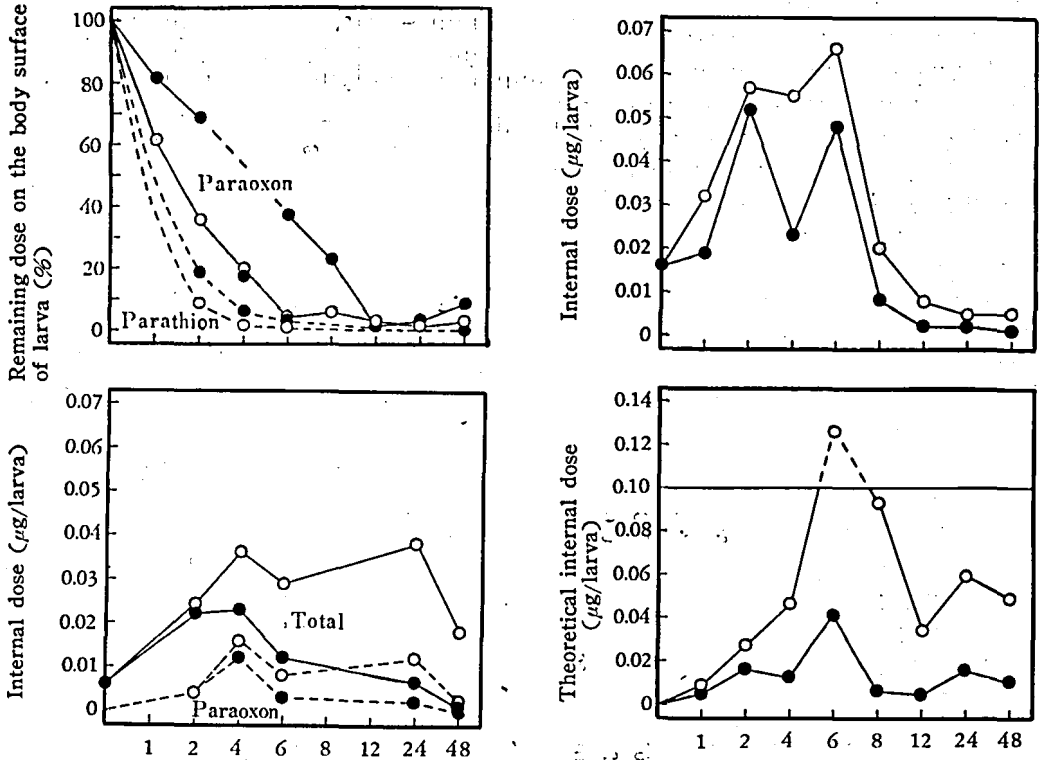 Remaining dose on the body surface
of larva (%)
100
80
60
40
20
0
Paraoxon
Parathion
Internal dose (μg/larva)
0.07
0.06
0.05
0.04
0.03
0.02
0.01
0
Internal dose (μg/larva)
0.07
0.06
0.05
0.04
0.03
0.02
0.01
0
Total
Paraoxon
1 2 4 6 8 12 24 48
Theoretical internal dose
(μg/larva)
0.14
0.12
0.10
0.08
0.06
0.04
0.02
0
1 2 4 6 8 12 24 48